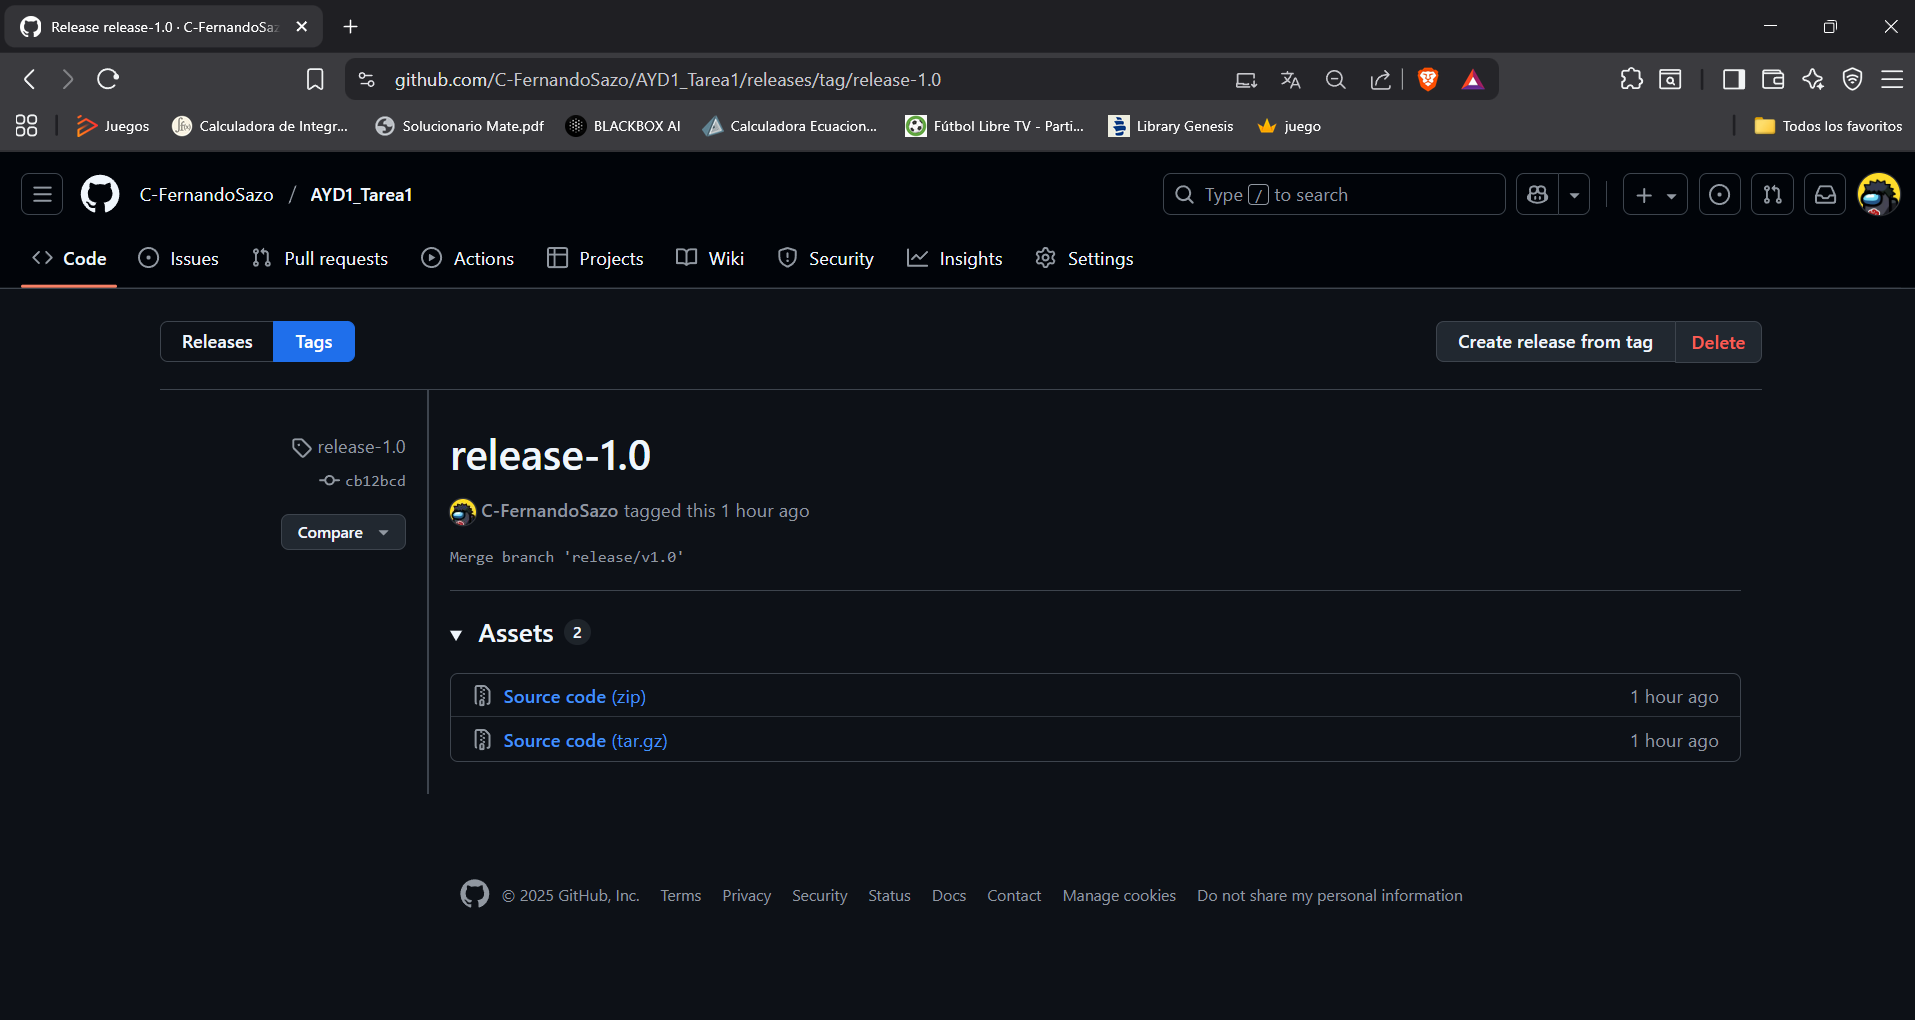 Release release-1.0 · C-FernandoSaz
github.com/C-FernandoSazo/AYD1_Tarea1/releases/tag/release-1.0
Juegos
Calculadora de Integr...
Solucionario Mate.pdf
BLACKBOX AI
Calculadora Ecuacion...
Fútbol Libre TV - Parti...
Library Genesis
juego
Todos los favoritos
C-FernandoSazo / AYD1_Tarea1
Type / to search
Code
Issues
Pull requests
Actions
Projects
Wiki
Security
Insights
Settings
Releases
Tags
Create release from tag
Delete
release-1.0
cb12bcd
Compare
release-1.0
C-FernandoSazo tagged this 1 hour ago
Merge branch 'release/v1.0'
Assets 2
Source code (zip) 1 hour ago
Source code (tar.gz) 1 hour ago
© 2025 GitHub, Inc. Terms Privacy Security Status Docs Contact Manage cookies Do not share my personal information